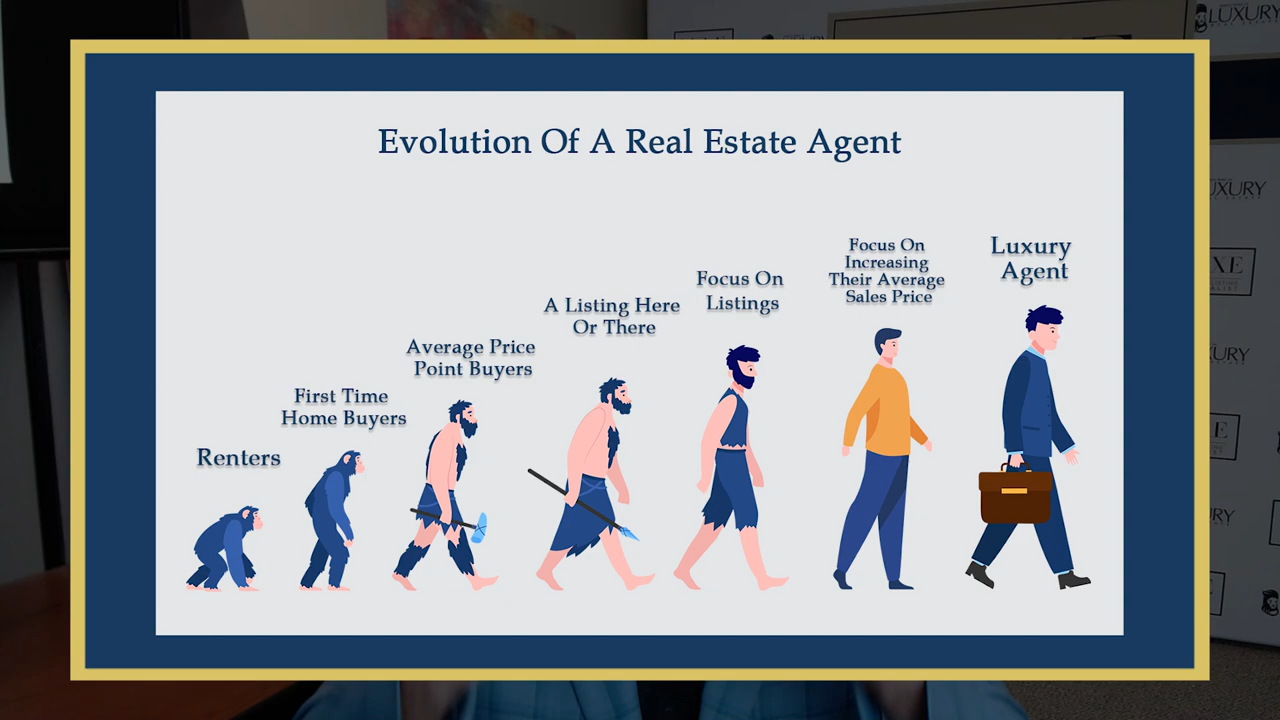 Evolution Of A Real Estate Agent
Renters
First Time
Home Buyers
Average Price
Point Buyers
A Listing Here
Or There
Focus On
Listings
Focus On
Increasing
Their Average
Sales Price
Luxury
Agent
LUXURY